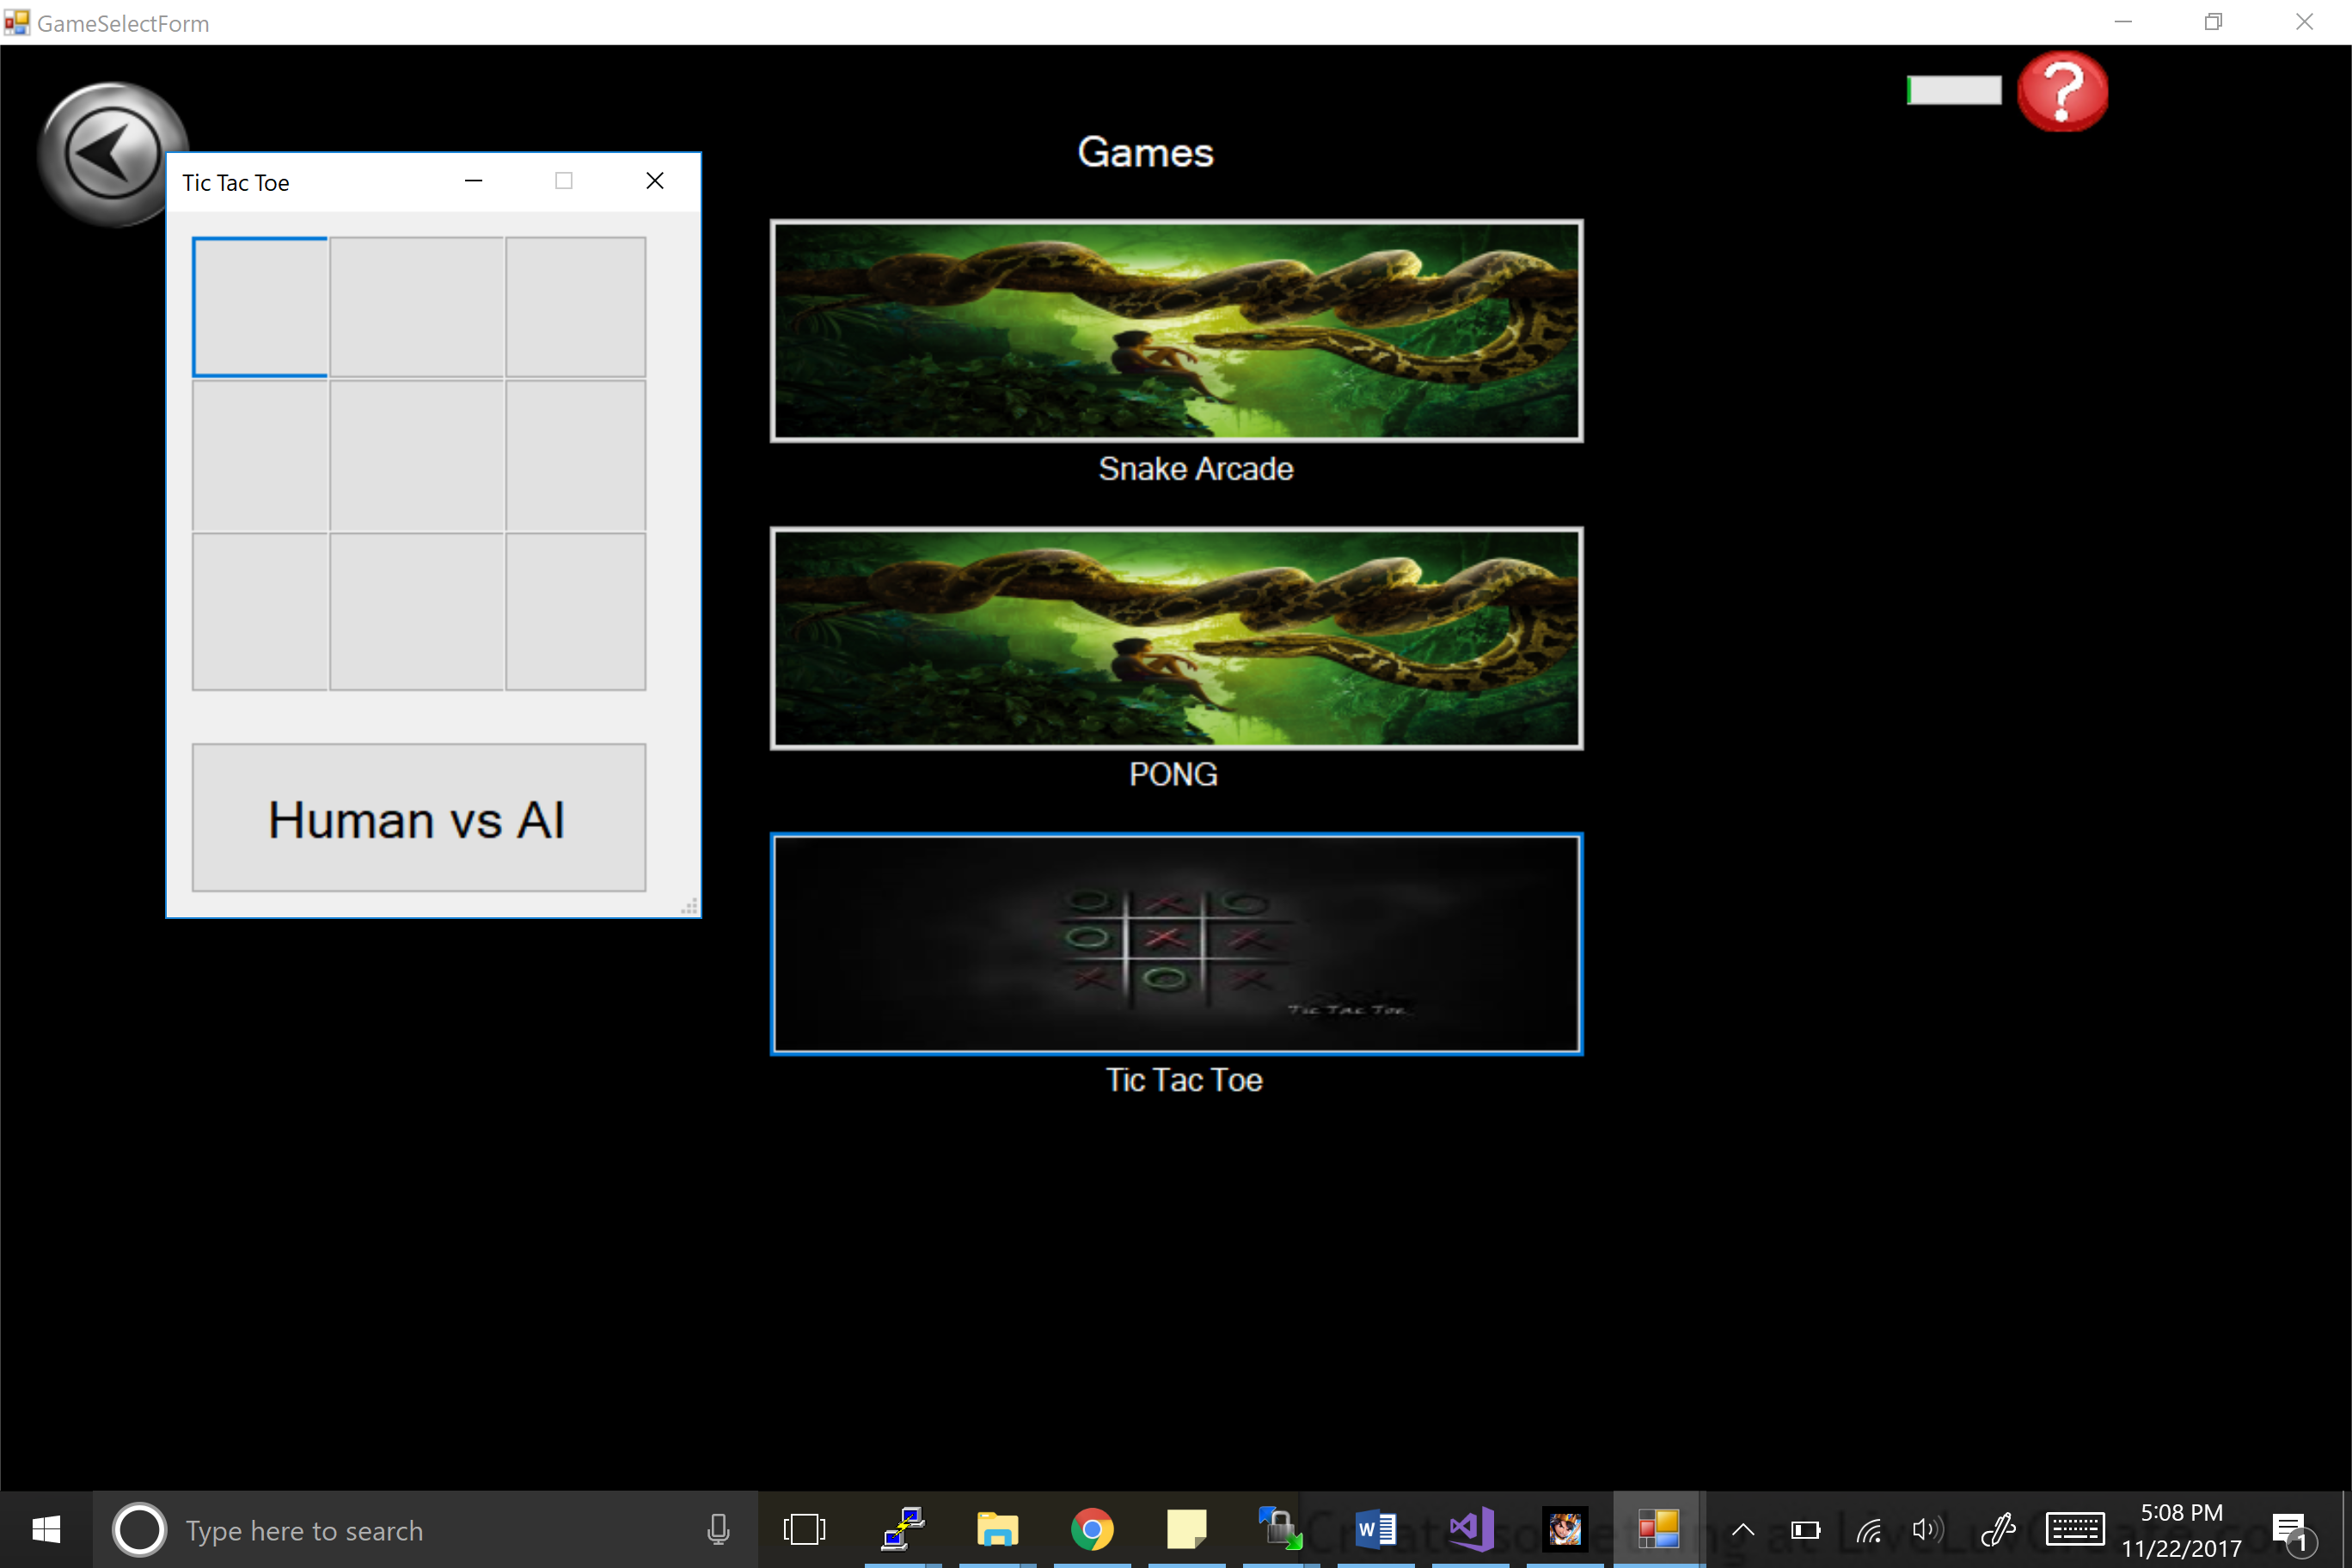 GameSelectForm
Games
Tic Tac Toe
Snake Arcade
PONG
Human vs AI
Tic Tac Toe
Tic Tac Toe
Type here to search
5:08 PM
11/22/2017
1